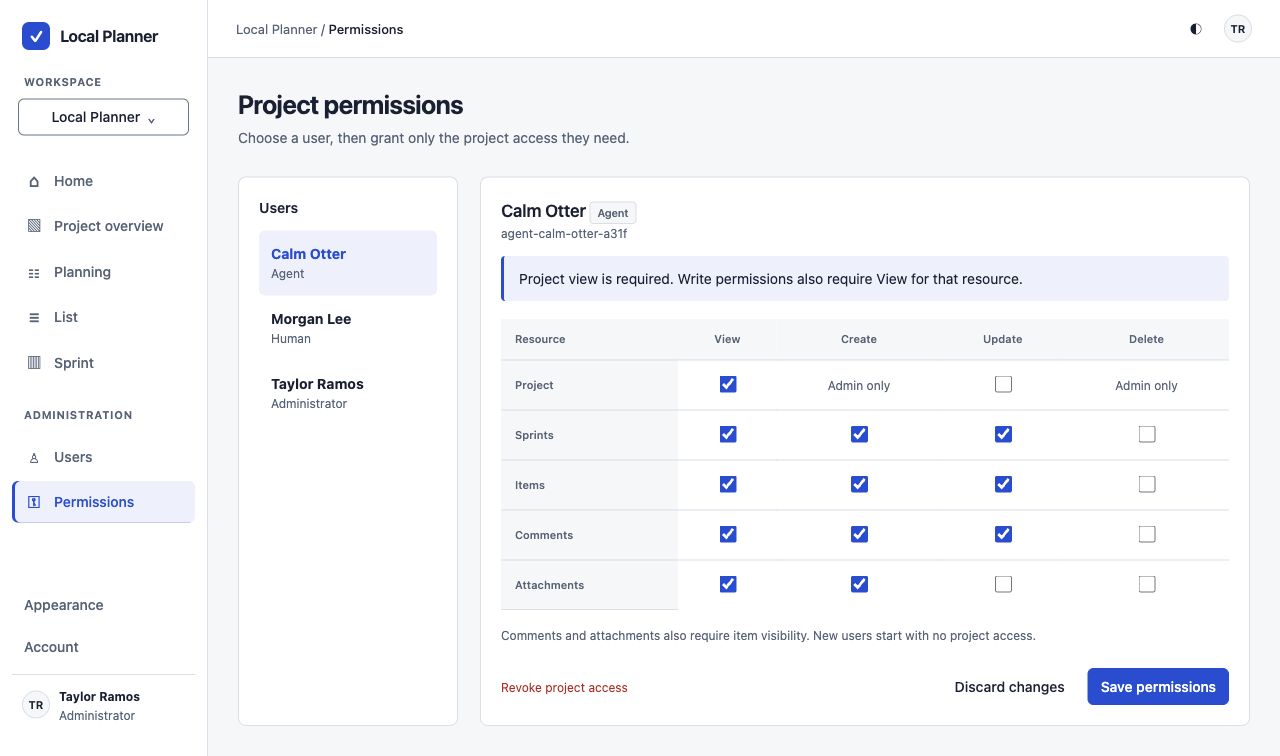 Local Planner
WORKSPACE
Local Planner
Home
Project overview
Planning
List
Sprint
ADMINISTRATION
Users
Permissions
Appearance
Account
TR
Taylor Ramos
Administrator
Local Planner / Permissions
TR
Project permissions
Choose a user, then grant only the project access they need.
Users
Calm Otter
Agent
Morgan Lee
Human
Taylor Ramos
Administrator
Calm Otter Agent
agent-calm-otter-a31f
Project view is required. Write permissions also require View for that resource.
Resource View Create Update Delete
Project Admin only Admin only
Sprints
Items
Comments
Attachments
Comments and attachments also require item visibility. New users start with no project access.
Revoke project access Discard changes Save permissions